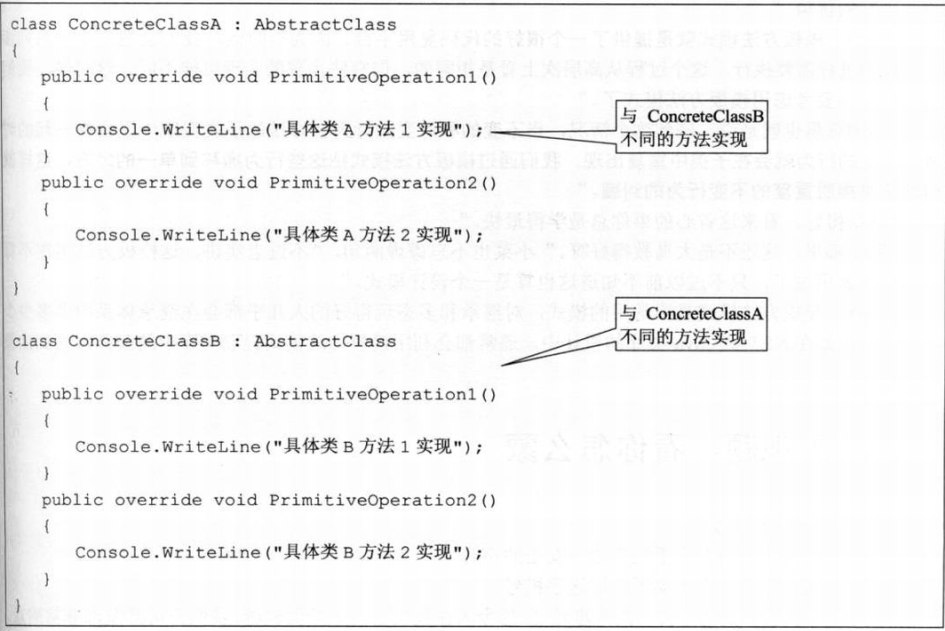 class ConcreteClassA : AbstractClass
{
public override void PrimitiveOperation1()
{
Console.WriteLine("具体类 A 方法 1 实现");
}
public override void PrimitiveOperation2()
{
Console.WriteLine("具体类 A 方法 2 实现");
}
}
与 ConcreteClassB
不同的方法实现
class ConcreteClassB : AbstractClass
{
public override void PrimitiveOperation1()
{
Console.WriteLine("具体类 B 方法 1 实现");
}
public override void PrimitiveOperation2()
{
Console.WriteLine("具体类 B 方法 2 实现");
}
}
与 ConcreteClassA
不同的方法实现